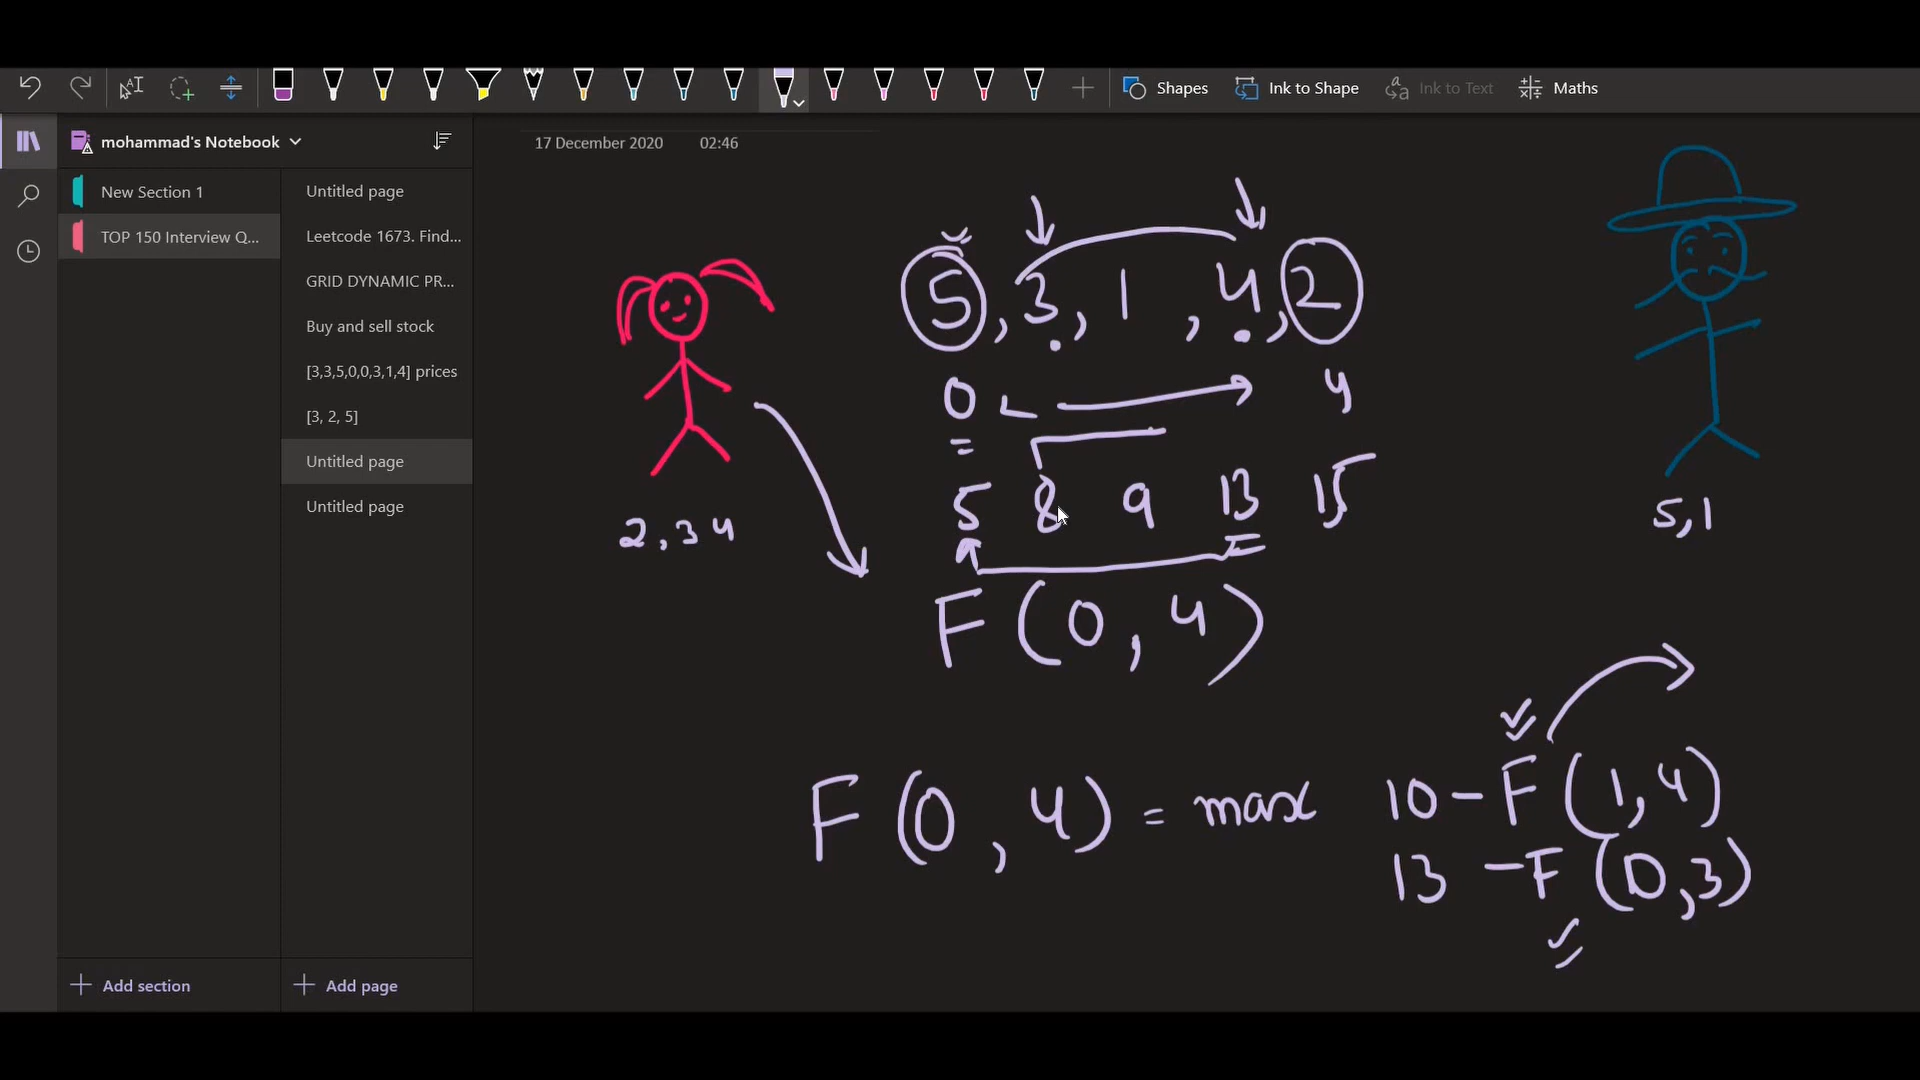 Shapes
Ink to Shape
Ink to Text
Maths
mohammad's Notebook
New Section 1
TOP 150 Interview Q...
Untitled page
Leetcode 1673. Find...
GRID DYNAMIC PR...
Buy and sell stock
[3,3,5,0,0,3,1,4] prices
[3, 2, 5]
Untitled page
Untitled page
Add section
Add page
17 December 2020 02:46
5, 3, 1, 4, 2
0 4
5 8 9 13 15
2, 3 4
5, 1
F(0, 4)
F(0, 4) = max 10 - F(1, 4)
13 - F(0, 3)